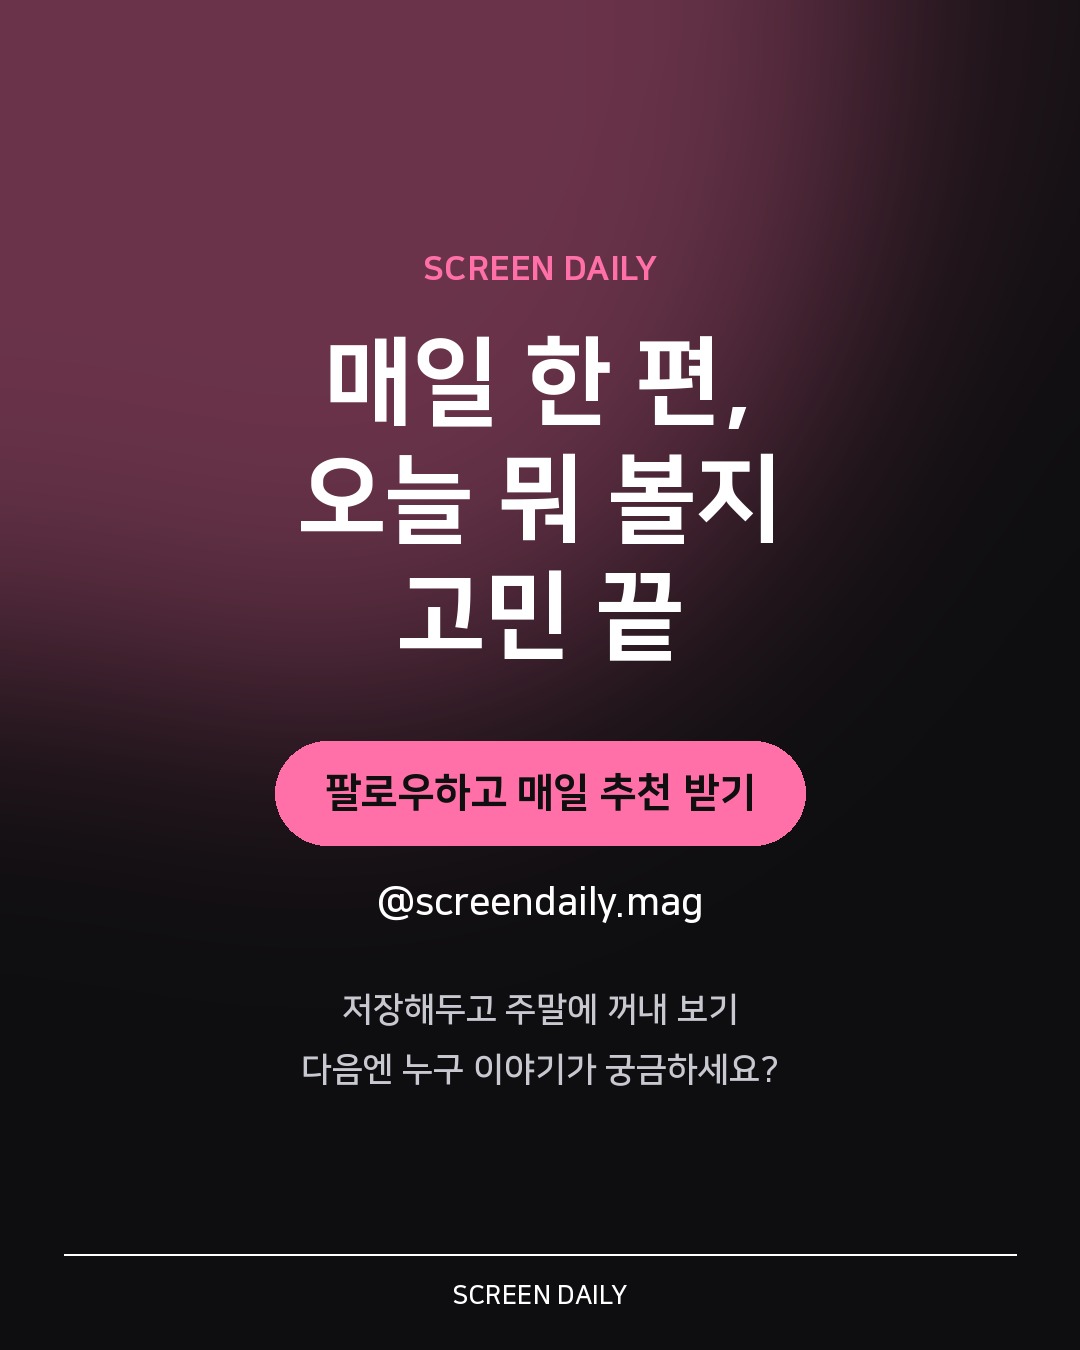 SCREEN DAILY
매일 한 편,
오늘 뭐 볼지
고민 끝
팔로우하고 매일 추천 받기
@screendaily.mag
저장해두고 주말에 꺼내 보기
다음엔 누구 이야기가 궁금하세요?
SCREEN DAILY